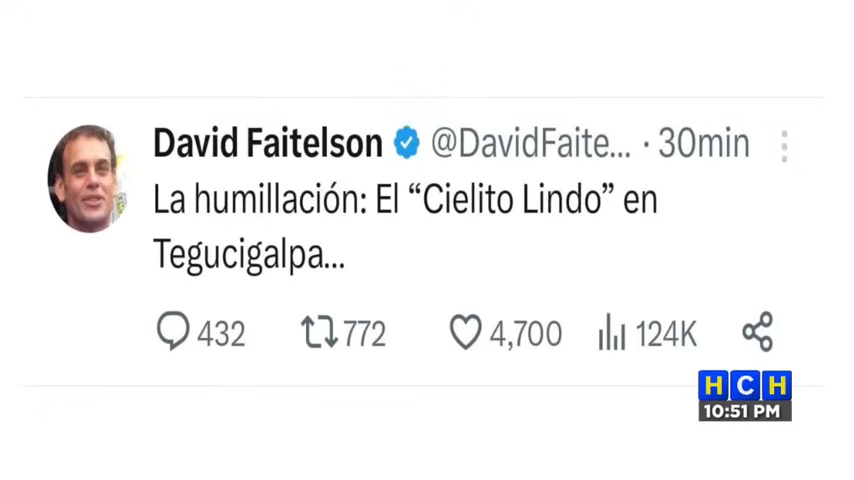 David Faitelson @DavidFaite... · 30min
La humillación: El “Cielito Lindo” en
Tegucigalpa...
432 772 4,700 124K
HCH
10:51 PM